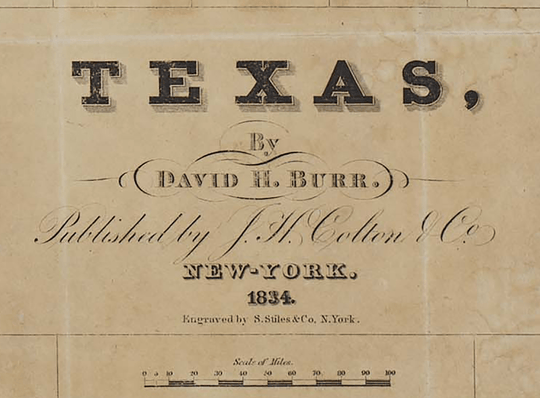 TEXAS,
By
DAVID H. BURR.
Published by J. H. Colton & Co.
NEW-YORK.
1834.
Engraved by S. Stiles & Co, N. York.
Scale of Miles.
0 5 10 20 30 40 50 60 70 80 90 100